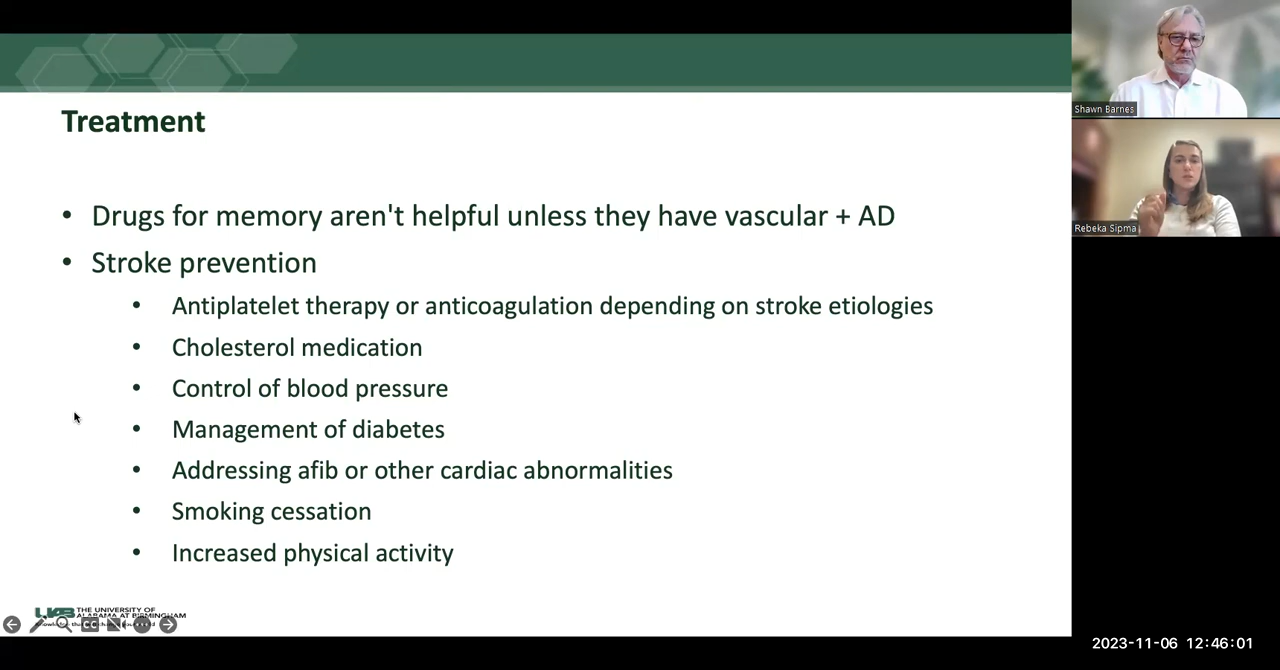 Treatment
• Drugs for memory aren't helpful unless they have vascular + AD
• Stroke prevention
• Antiplatelet therapy or anticoagulation depending on stroke etiologies
• Cholesterol medication
• Control of blood pressure
• Management of diabetes
• Addressing afib or other cardiac abnormalities
• Smoking cessation
• Increased physical activity
UAB THE UNIVERSITY OF
ALABAMA AT BIRMINGHAM
Shawn Barnes
Rebeka Sipma
2023-11-06 12:46:01